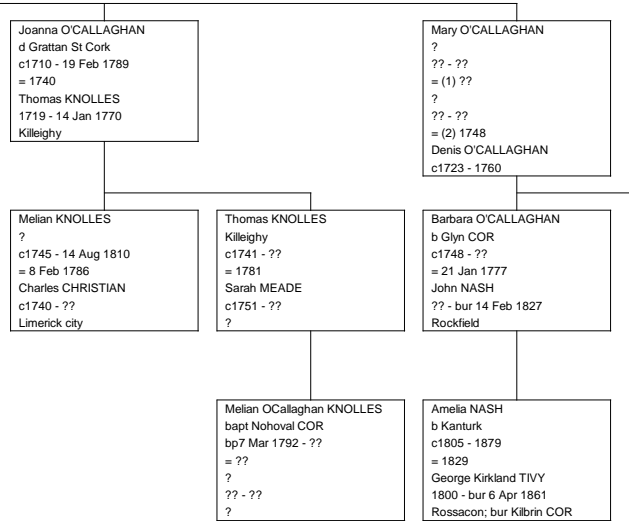 Joanna O'CALLAGHAN
d Grattan St Cork
c1710 - 19 Feb 1789
= 1740
Thomas KNOLLES
1719 - 14 Jan 1770
Killeighy
Mary O'CALLAGHAN
?
?? - ??
= (1) ??
?
?? - ??
= (2) 1748
Denis O'CALLAGHAN
c1723 - 1760
Melian KNOLLES
?
c1745 - 14 Aug 1810
= 8 Feb 1786
Charles CHRISTIAN
c1740 - ??
Limerick city
Thomas KNOLLES
Killeighy
c1741 - ??
= 1781
Sarah MEADE
c1751 - ??
?
Barbara O'CALLAGHAN
b Glyn COR
c1748 - ??
= 21 Jan 1777
John NASH
?? - bur 14 Feb 1827
Rockfield
Melian OCallaghan KNOLLES
bapt Nohoval COR
bp7 Mar 1792 - ??
= ??
?
?? - ??
?
Amelia NASH
b Kanturk
c1805 - 1879
= 1829
George Kirkland TIVY
1800 - bur 6 Apr 1861
Rossacon; bur Kilbrin COR